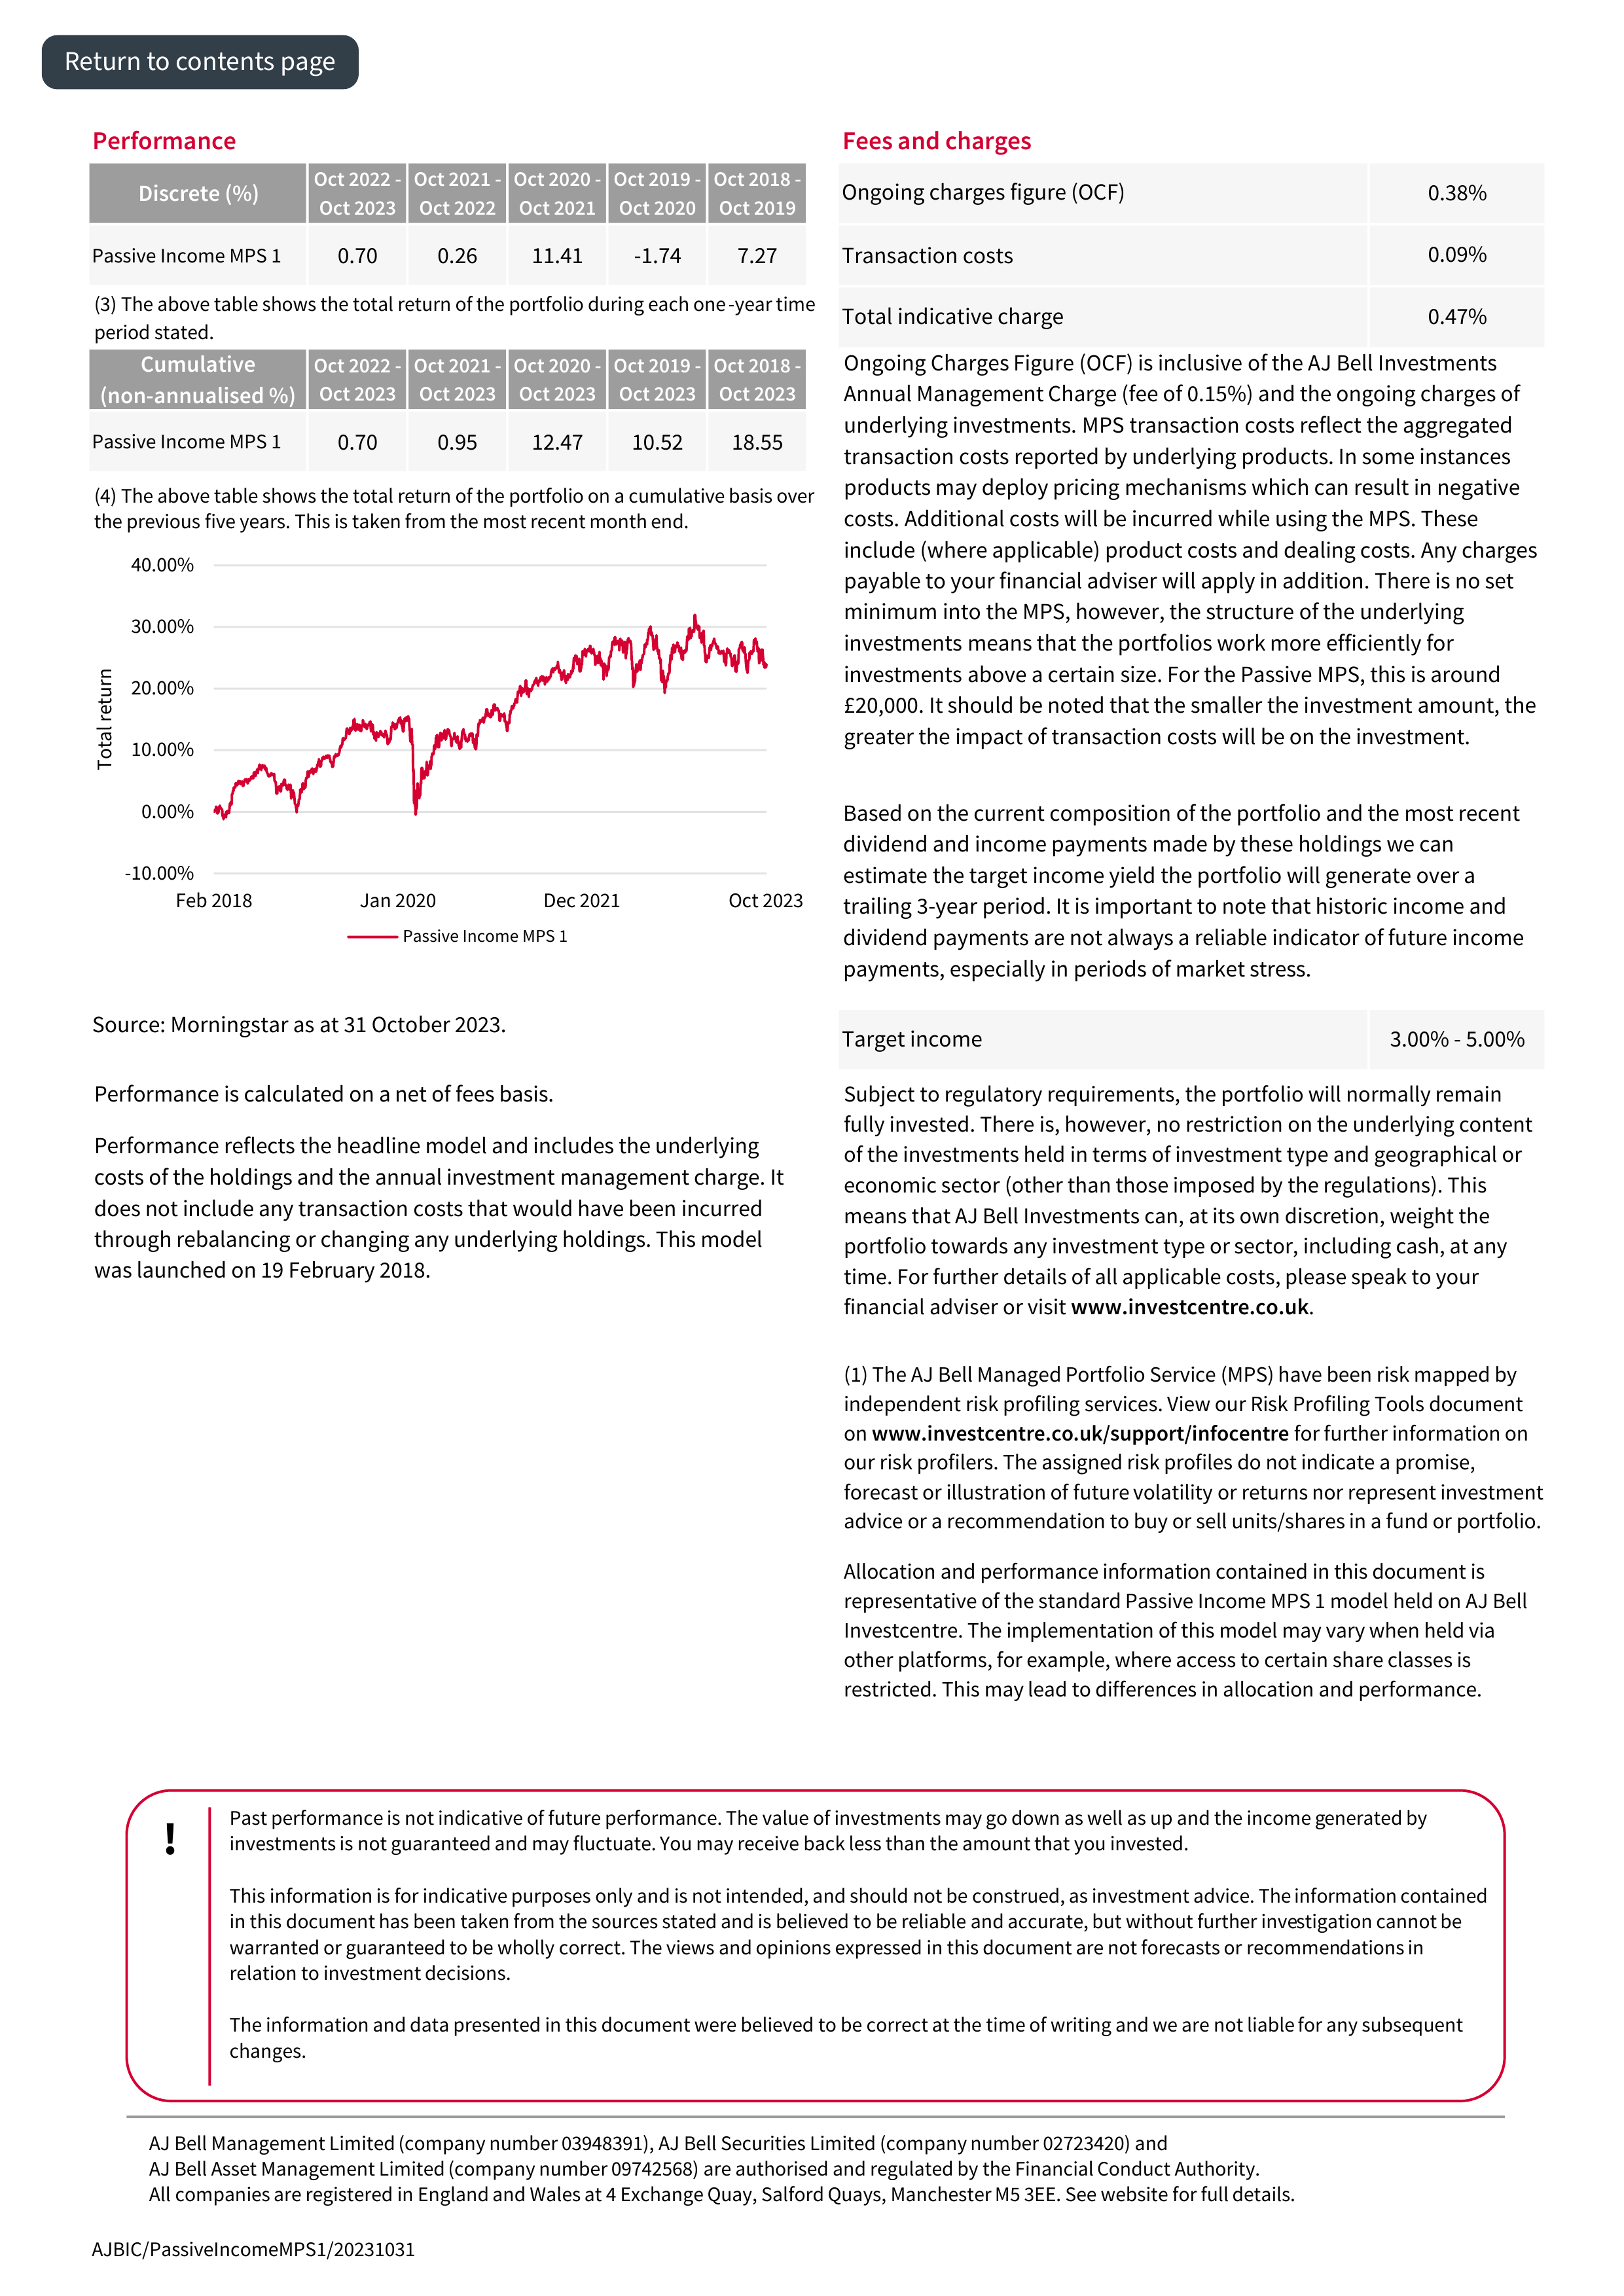 Return to contents page
Performance
Discrete (%)
Oct 2022 - Oct 2023
Oct 2021 - Oct 2022
Oct 2020 - Oct 2021
Oct 2019 - Oct 2020
Oct 2018 - Oct 2019
Passive Income MPS 1 0.70 0.26 11.41 -1.74 7.27
(3) The above table shows the total return of the portfolio during each one-year time
period stated.
Cumulative
(non-annualised %)
Oct 2022 - Oct 2023
Oct 2021 - Oct 2023
Oct 2020 - Oct 2023
Oct 2019 - Oct 2023
Oct 2018 - Oct 2023
Passive Income MPS 1 0.70 0.95 12.47 10.52 18.55
(4) The above table shows the total return of the portfolio on a cumulative basis over
the previous five years. This is taken from the most recent month end.
40.00%
30.00%
20.00%
10.00%
0.00%
-10.00%
Total return
Feb 2018 Jan 2020 Dec 2021 Oct 2023
Passive Income MPS 1
Source: Morningstar as at 31 October 2023.
Performance is calculated on a net of fees basis.
Performance reflects the headline model and includes the underlying
costs of the holdings and the annual investment management charge. It
does not include any transaction costs that would have been incurred
through rebalancing or changing any underlying holdings. This model
was launched on 19 February 2018.
Fees and charges
Ongoing charges figure (OCF) 0.38%
Transaction costs 0.09%
Total indicative charge 0.47%
Ongoing Charges Figure (OCF) is inclusive of the AJ Bell Investments
Annual Management Charge (fee of 0.15%) and the ongoing charges of
underlying investments. MPS transaction costs reflect the aggregated
transaction costs reported by underlying products. In some instances
products may deploy pricing mechanisms which can result in negative
costs. Additional costs will be incurred while using the MPS. These
include (where applicable) product costs and dealing costs. Any charges
payable to your financial adviser will apply in addition. There is no set
minimum into the MPS, however, the structure of the underlying
investments means that the portfolios work more efficiently for
investments above a certain size. For the Passive MPS, this is around
£20,000. It should be noted that the smaller the investment amount, the
greater the impact of transaction costs will be on the investment.
Based on the current composition of the portfolio and the most recent
dividend and income payments made by these holdings we can
estimate the target income yield the portfolio will generate over a
trailing 3-year period. It is important to note that historic income and
dividend payments are not always a reliable indicator of future income
payments, especially in periods of market stress.
Target income 3.00% - 5.00%
Subject to regulatory requirements, the portfolio will normally remain
fully invested. There is, however, no restriction on the underlying content
of the investments held in terms of investment type and geographical or
economic sector (other than those imposed by the regulations). This
means that AJ Bell Investments can, at its own discretion, weight the
portfolio towards any investment type or sector, including cash, at any
time. For further details of all applicable costs, please speak to your
financial adviser or visit www.investcentre.co.uk.
(1) The AJ Bell Managed Portfolio Service (MPS) have been risk mapped by
independent risk profiling services. View our Risk Profiling Tools document
on www.investcentre.co.uk/support/infocentre for further information on
our risk profilers. The assigned risk profiles do not indicate a promise,
forecast or illustration of future volatility or returns nor represent investment
advice or a recommendation to buy or sell units/shares in a fund or portfolio.
Allocation and performance information contained in this document is
representative of the standard Passive Income MPS 1 model held on AJ Bell
Investcentre. The implementation of this model may vary when held via
other platforms, for example, where access to certain share classes is
restricted. This may lead to differences in allocation and performance.
!
Past performance is not indicative of future performance. The value of investments may go down as well as up and the income generated by
investments is not guaranteed and may fluctuate. You may receive back less than the amount that you invested.
This information is for indicative purposes only and is not intended, and should not be construed, as investment advice. The information contained
in this document has been taken from the sources stated and is believed to be reliable and accurate, but without further investigation cannot be
warranted or guaranteed to be wholly correct. The views and opinions expressed in this document are not forecasts or recommendations in
relation to investment decisions.
The information and data presented in this document were believed to be correct at the time of writing and we are not liable for any subsequent
changes.
AJ Bell Management Limited (company number 03948391), AJ Bell Securities Limited (company number 02723420) and
AJ Bell Asset Management Limited (company number 09742568) are authorised and regulated by the Financial Conduct Authority.
All companies are registered in England and Wales at 4 Exchange Quay, Salford Quays, Manchester M5 3EE. See website for full details.
AJBIC/PassiveIncomeMPS1/20231031